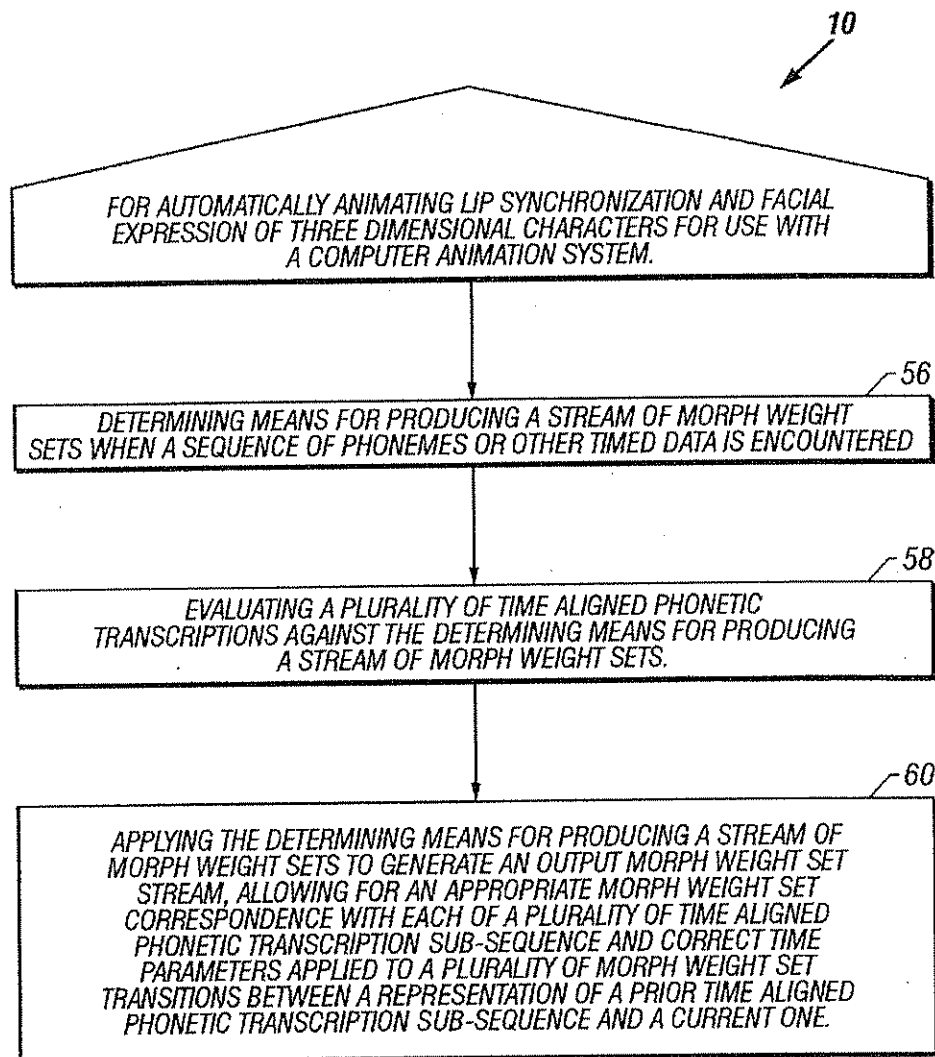 10
FOR AUTOMATICALLY ANIMATING LIP SYNCHRONIZATION AND FACIAL
EXPRESSION OF THREE DIMENSIONAL CHARACTERS FOR USE WITH
A COMPUTER ANIMATION SYSTEM.
56
DETERMINING MEANS FOR PRODUCING A STREAM OF MORPH WEIGHT
SETS WHEN A SEQUENCE OF PHONEMES OR OTHER TIMED DATA IS ENCOUNTERED
58
EVALUATING A PLURALITY OF TIME ALIGNED PHONETIC
TRANSCRIPTIONS AGAINST THE DETERMINING MEANS FOR PRODUCING
A STREAM OF MORPH WEIGHT SETS.
60
APPLYING THE DETERMINING MEANS FOR PRODUCING A STREAM OF
MORPH WEIGHT SETS TO GENERATE AN OUTPUT MORPH WEIGHT SET
STREAM, ALLOWING FOR AN APPROPRIATE MORPH WEIGHT SET
CORRESPONDENCE WITH EACH OF A PLURALITY OF TIME ALIGNED
PHONETIC TRANSCRIPTION SUB-SEQUENCE AND CORRECT TIME
PARAMETERS APPLIED TO A PLURALITY OF MORPH WEIGHT SET
TRANSITIONS BETWEEN A REPRESENTATION OF A PRIOR TIME ALIGNED
PHONETIC TRANSCRIPTION SUB-SEQUENCE AND A CURRENT ONE.